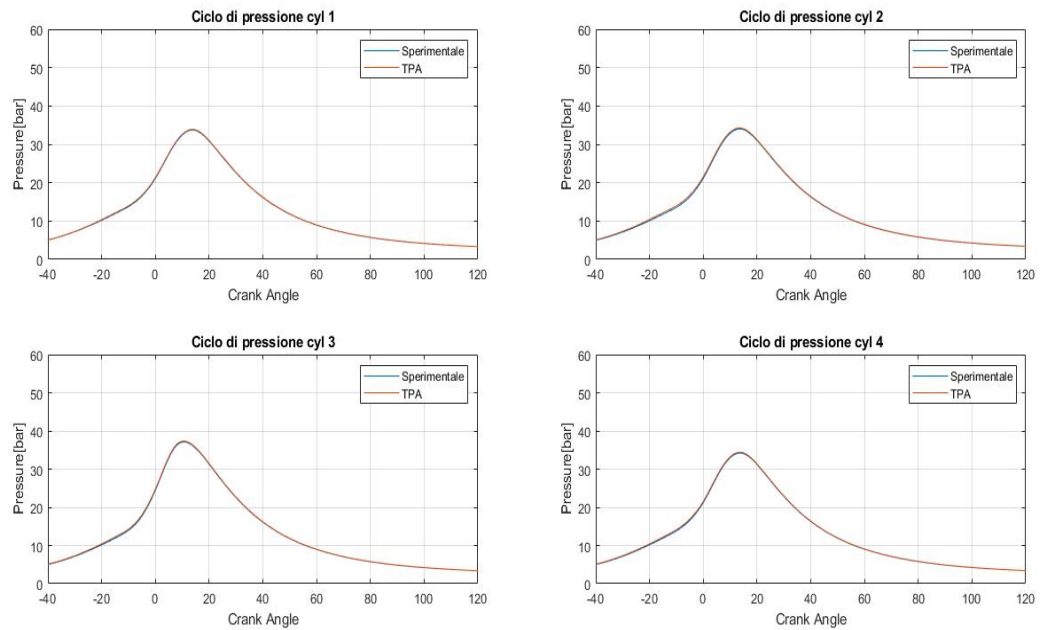 Ciclo di pressione cyl 1
60
50
40
30
20
10
0
Pressure[bar]
Sperimentale
TPA
-40 -20 0 20 40 60 80 100 120
Crank Angle
Ciclo di pressione cyl 2
60
50
40
30
20
10
0
Pressure[bar]
Sperimentale
TPA
-40 -20 0 20 40 60 80 100 120
Crank Angle
Ciclo di pressione cyl 3
60
50
40
30
20
10
0
Pressure[bar]
Sperimentale
TPA
-40 -20 0 20 40 60 80 100 120
Crank Angle
Ciclo di pressione cyl 4
60
50
40
30
20
10
0
Pressure[bar]
Sperimentale
TPA
-40 -20 0 20 40 60 80 100 120
Crank Angle